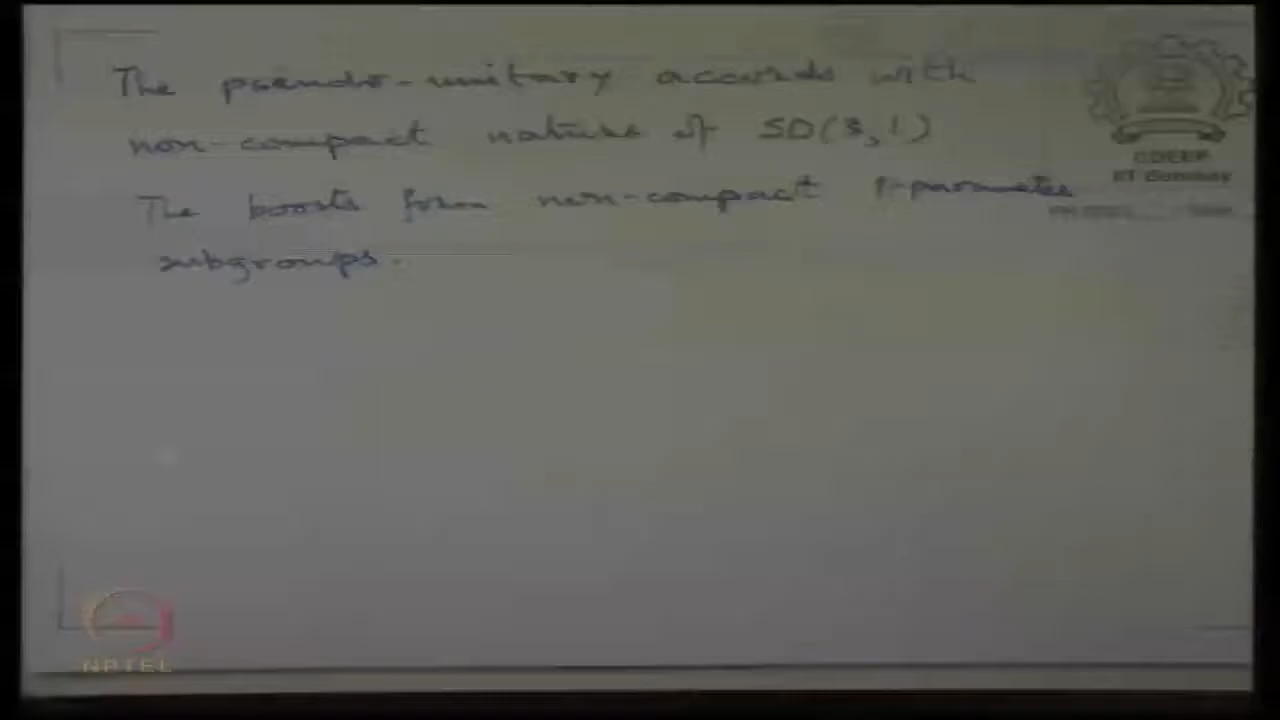 The pseudo-unitary accords with
non-compact nature of SO(3,1)
The boosts form non-compact 1-parameter
subgroups.
CDEEP
IIT Bombay
NPTEL